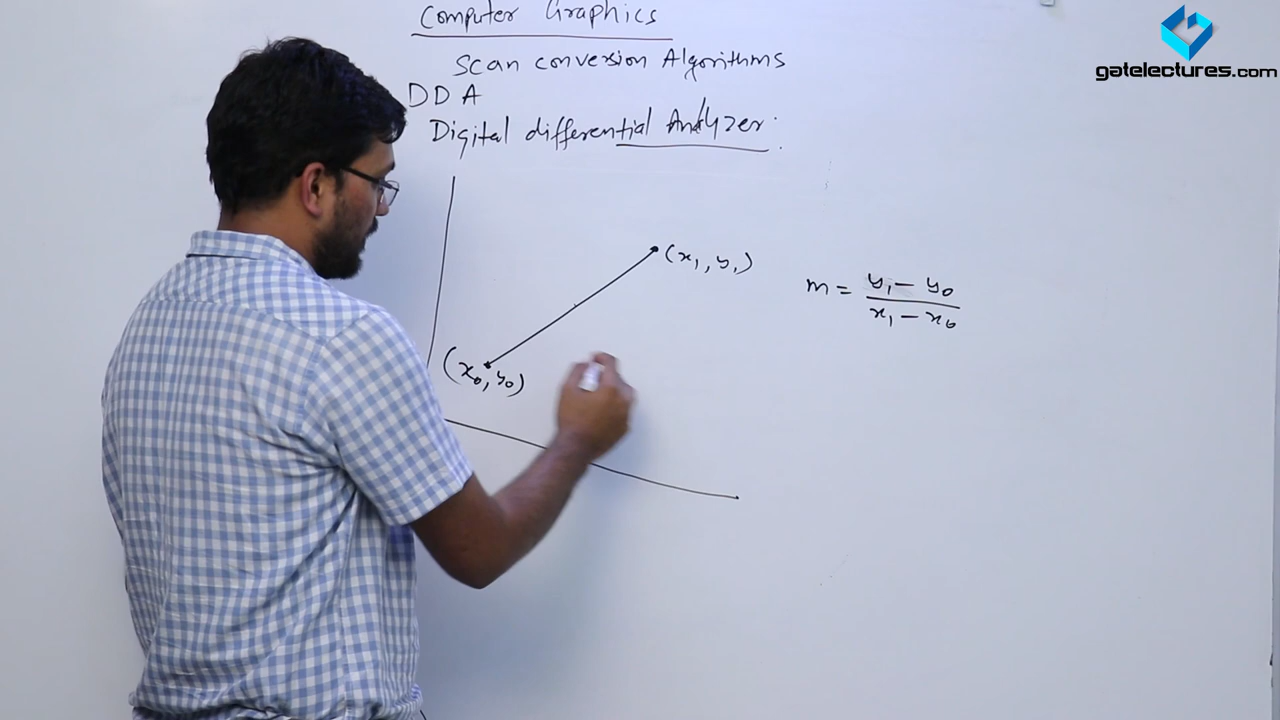 Computer Graphics
gatelectures.com
Scan conversion Algorithms
DDA
Digital differential Analyzer.
(x₁, y₁)
m = y₁ - y₀ / x₁ - x₀
(x₀, y₀)